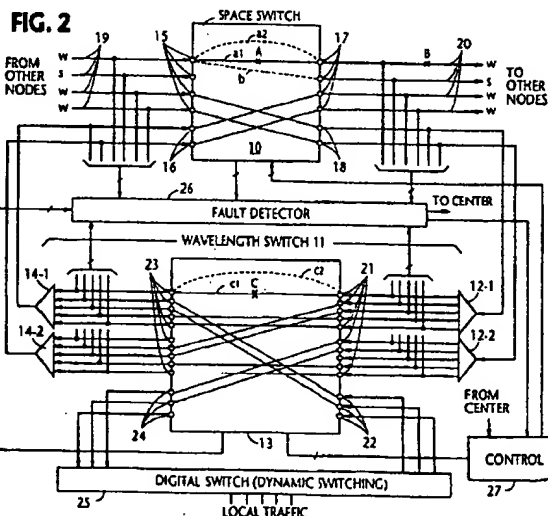 FIG. 2
SPACE SWITCH
19
15
a2
A
17
20
a1
B
FROM OTHER NODES
W
S
W
W
b
W
S
W
W
TO OTHER NODES
16
10
18
26
FAULT DETECTOR
TO CENTER
WAVELENGTH SWITCH 11
23
c2
21
14-1
c1
C
12-1
14-2
12-2
FROM CENTER
24
13
22
CONTROL
27
DIGITAL SWITCH (DYNAMIC SWITCHING)
25
LOCAL TRAFFIC